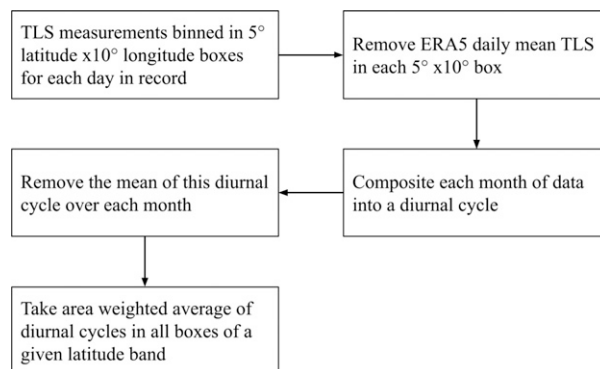 TLS measurements binned in 5°
latitude x10° longitude boxes
for each day in record
Remove ERA5 daily mean TLS
in each 5° x10° box
Composite each month of data
into a diurnal cycle
Remove the mean of this diurnal
cycle over each month
Take area weighted average of
diurnal cycles in all boxes of a
given latitude band